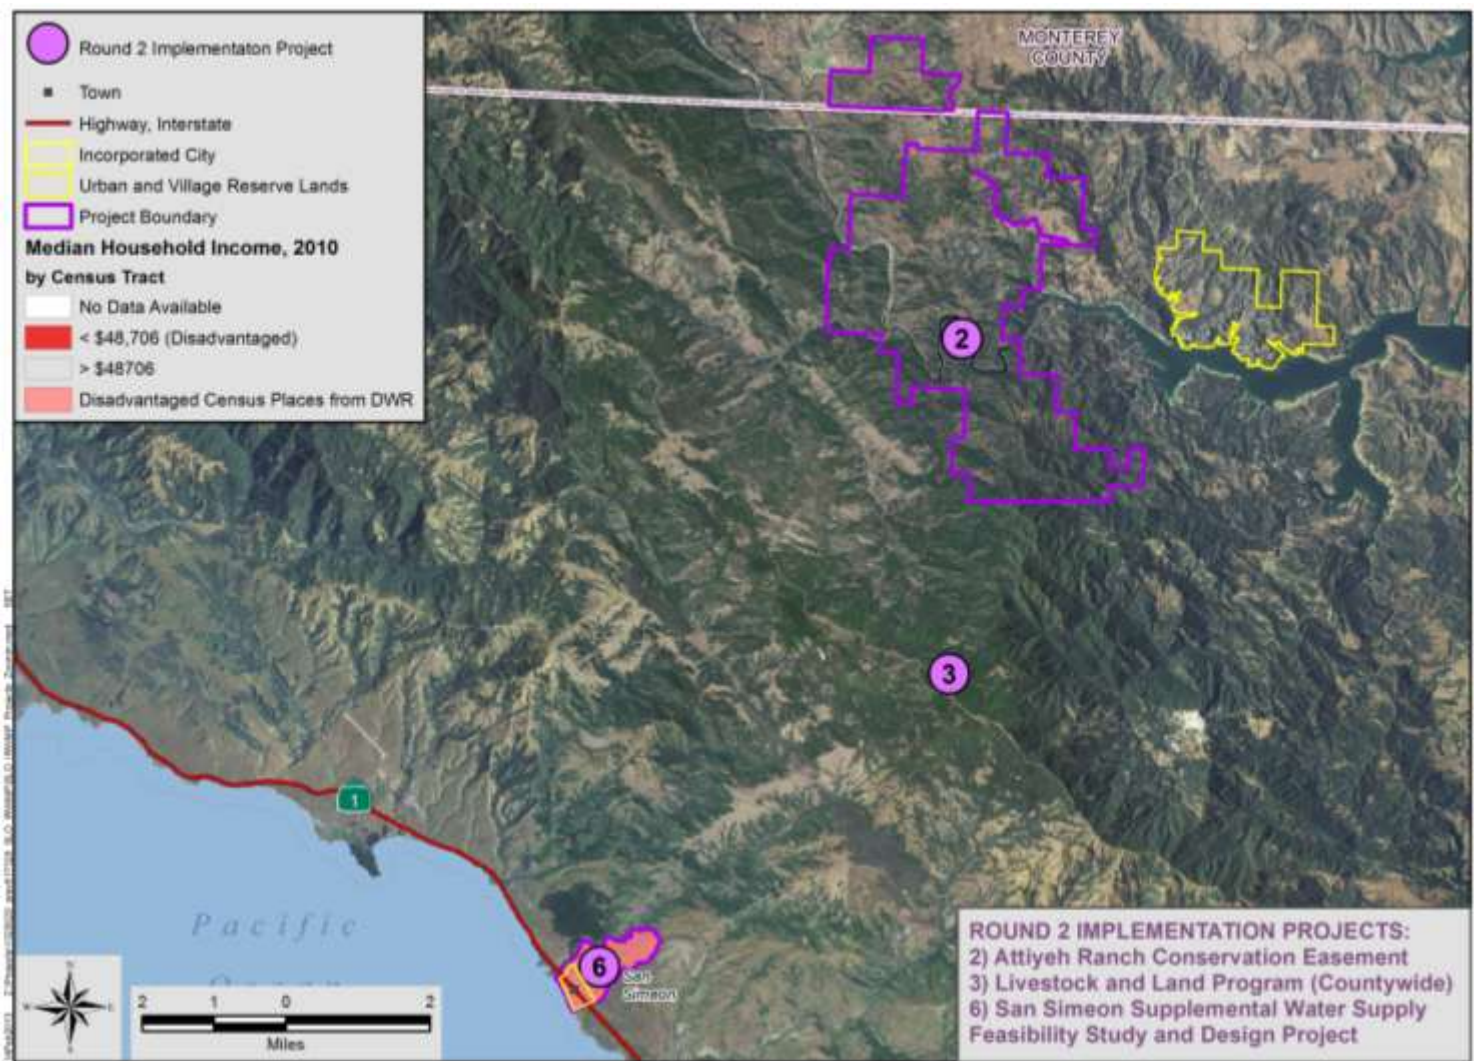 Round 2 Implementaton Project
Town
Highway, Interstate
Incorporated City
Urban and Village Reserve Lands
Project Boundary
Median Household Income, 2010
by Census Tract
No Data Available
< $48,706 (Disadvantaged)
> $48706
Disadvantaged Census Places from DWR
MONTEREY
COUNTY
2
3
1
Pacific
Ocean
6
San
Simeon
2 1 0 2
Miles
ROUND 2 IMPLEMENTATION PROJECTS:
2) Attiyeh Ranch Conservation Easement
3) Livestock and Land Program (Countywide)
6) San Simeon Supplemental Water Supply
Feasibility Study and Design Project